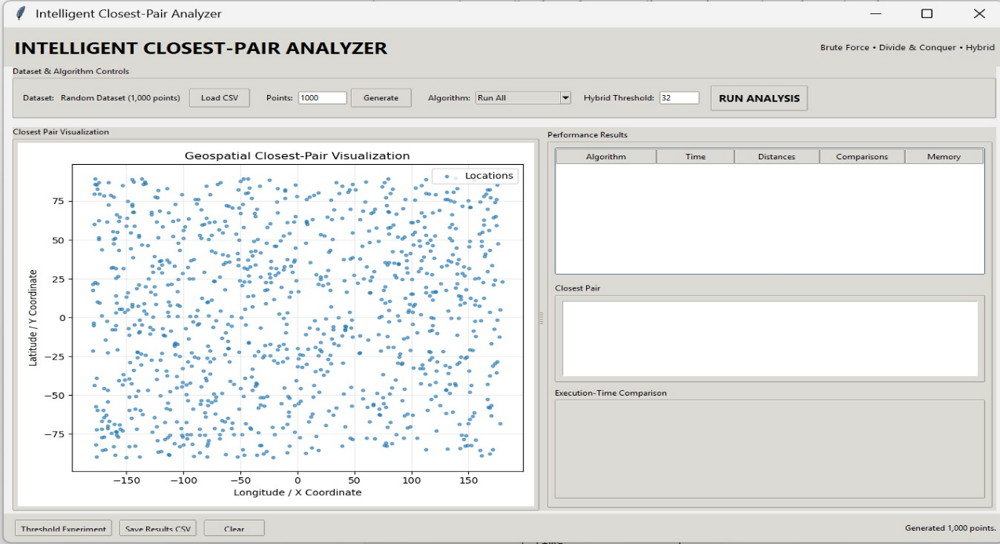 Intelligent Closest-Pair Analyzer
INTELLIGENT CLOSEST-PAIR ANALYZER
Brute Force • Divide & Conquer • Hybrid
Dataset & Algorithm Controls
Dataset: Random Dataset (1,000 points) Load CSV Points: 1000 Generate Algorithm: Run All Hybrid Threshold: 32 RUN ANALYSIS
Closest Pair Visualization
Geospatial Closest-Pair Visualization
Locations
75
50
25
0
−25
−50
−75
Latitude / Y Coordinate
−150 −100 −50 0 50 100 150
Longitude / X Coordinate
Performance Results
Algorithm Time Distances Comparisons Memory
Closest Pair
Execution-Time Comparison
Threshold Experiment Save Results CSV Clear
Generated 1,000 points.